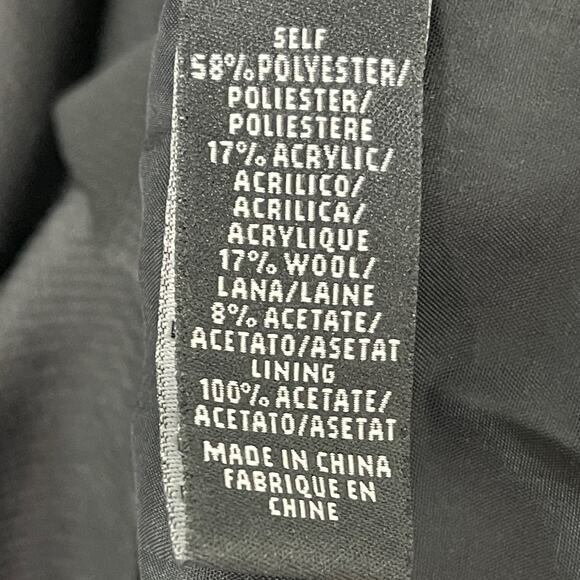 SELF
58% POLYESTER/
POLIESTER/
POLIESTERE
17% ACRYLIC/
ACRILICO/
ACRILICA/
ACRYLIQUE
17% WOOL/
LANA/LAINE
8% ACETATE/
ACETATO/ASETAT
LINING
100% ACETATE/
ACETATO/ASETAT
MADE IN CHINA
FABRIQUE EN
CHINE